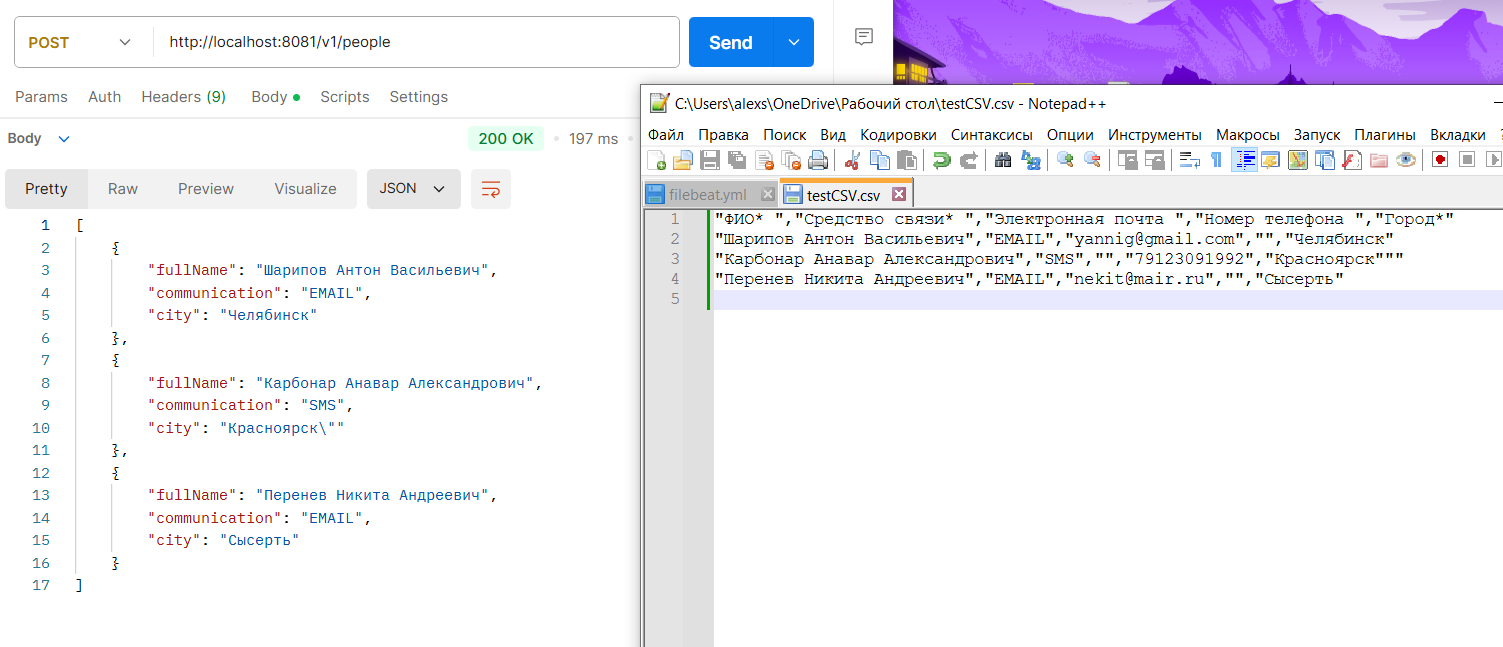 POST
http://localhost:8081/v1/people
Send
Params Auth Headers (9) Body Scripts Settings
Body
200 OK 197 ms
Pretty Raw Preview Visualize JSON
1 [
2 {
3 "fullName": "Шарипов Антон Васильевич",
4 "communication": "EMAIL",
5 "city": "Челябинск"
6 },
7 {
8 "fullName": "Карбонар Анавар Александрович",
9 "communication": "SMS",
10 "city": "Красноярск\""
11 },
12 {
13 "fullName": "Перенев Никита Андреевич",
14 "communication": "EMAIL",
15 "city": "Сысерть"
16 }
17 ]
C:\Users\alexs\OneDrive\Рабочий стол\testCSV.csv - Notepad++
Файл Правка Поиск Вид Кодировки Синтаксисы Опции Инструменты Макросы Запуск Плагины Вкладки ?
filebeat.yml testCSV.csv
1 "ФИО* ","Средство связи* ","Электронная почта ","Номер телефона ","Город*"
2 "Шарипов Антон Васильевич","EMAIL","yannig@gmail.com","","Челябинск"
3 "Карбонар Анавар Александрович","SMS","","79123091992","Красноярск"""
4 "Перенев Никита Андреевич","EMAIL","nekit@mair.ru","","Сысерть"
5